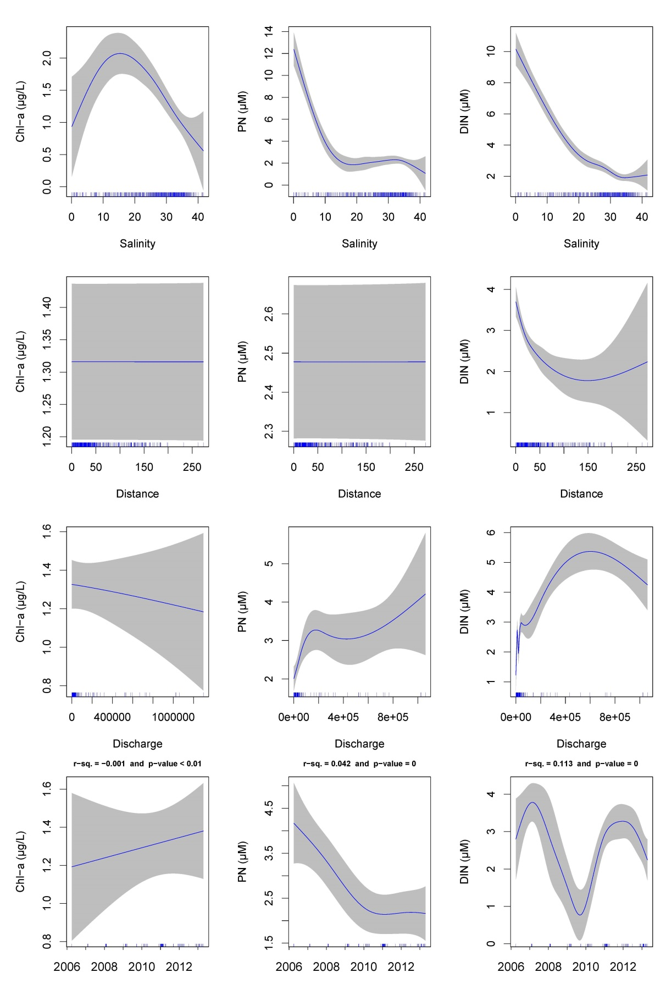 Chl−a (µg/L)
0.0 0.5 1.0 1.5 2.0
0 10 20 30 40
Salinity
PN (µM)
0 2 4 6 8 10 12 14
0 10 20 30 40
Salinity
DIN (µM)
2 4 6 8 10
0 10 20 30 40
Salinity
Chl−a (µg/L)
1.20 1.25 1.30 1.35 1.40
0 50 150 250
Distance
PN (µM)
2.3 2.4 2.5 2.6
0 50 150 250
Distance
DIN (µM)
1 2 3 4
0 50 150 250
Distance
Chl−a (µg/L)
0.8 1.0 1.2 1.4 1.6
0 400000 1000000
Discharge
PN (µM)
2 3 4 5
0e+00 4e+05 8e+05
Discharge
DIN (µM)
1 2 3 4 5 6
0e+00 4e+05 8e+05
Discharge
r−sq. = −0.001 and p−value < 0.01
Chl−a (µg/L)
0.8 1.0 1.2 1.4 1.6
2006 2008 2010 2012
r−sq. = 0.042 and p−value = 0
PN (µM)
1.5 2.5 3.5 4.5
2006 2008 2010 2012
r−sq. = 0.113 and p−value = 0
DIN (µM)
0 1 2 3 4
2006 2008 2010 2012